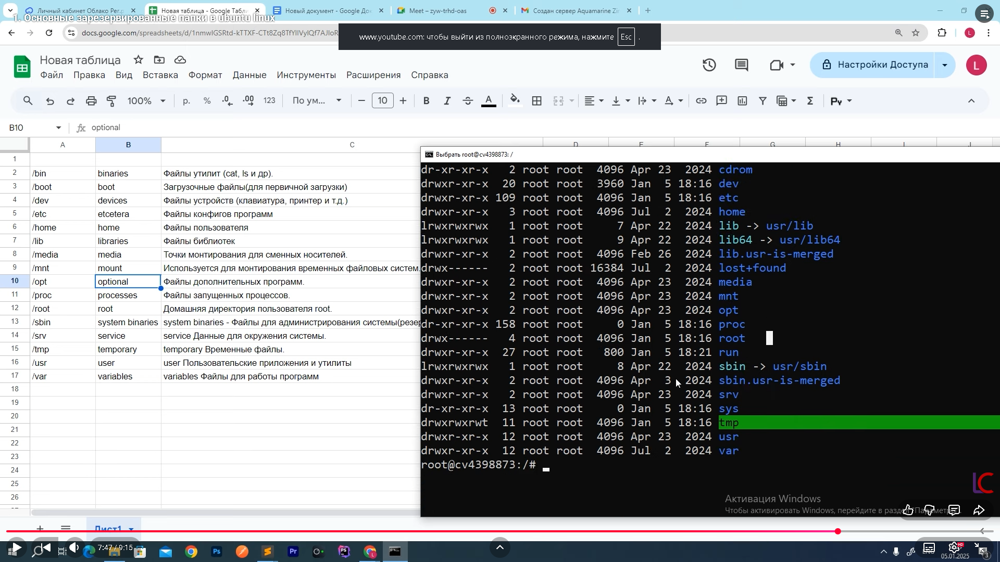 Личный кабинет Облако Рег.р
Новая таблица - Google Табли
Новый документ - Google Док
Meet – zyw-trhd-oas
Создан сервер Aquamarine Zir
1. Основные зарезервированные папки в ubuntu linux
www.youtube.com: чтобы выйти из полноэкранного режима, нажмите Esc .
Новая таблица
Файл Правка Вид Вставка Формат Данные Инструменты Расширения Справка
Настройки Доступа
L
100% р. % .0 .00 123 По ум... 10 B I A Σ Py
B10 fx optional
A B C D E F G H I J
1
2 /bin binaries Файлы утилит (cat, ls и др).
3 /boot boot Загрузочные файлы(для первичной загрузки)
4 /dev devices Файлы устройств (клавиатура, принтер и т.д.)
5 /etc etcetera Файлы конфигов программ
6 /home home Файлы пользователя
7 /lib libraries Файлы библиотек
8 /media media Точки монтирования для сменных носителей.
9 /mnt mount Используется для монтирования временных файловых систем.
10 /opt optional Файлы дополнительных программ.
11 /proc processes Файлы запущенных процессов.
12 /root root Домашняя директория пользователя root.
13 /sbin system binaries system binaries - Файлы для администрирования системы(резер
14 /srv service service Данные для окружения системы.
15 /tmp temporary temporary Временные файлы.
16 /usr user user Пользовательские приложения и утилиты
17 /var variables variables Файлы для работы программ
18
19
20
21
22
23
24
25
26
Выбрать root@cv4398873: /
dr-xr-xr-x 2 root root 4096 Apr 23 2024 cdrom
drwxr-xr-x 20 root root 3960 Jan 5 18:16 dev
drwxr-xr-x 109 root root 4096 Jan 5 18:16 etc
drwxr-xr-x 3 root root 4096 Jul 2 2024 home
lrwxrwxrwx 1 root root 7 Apr 22 2024 lib -> usr/lib
lrwxrwxrwx 1 root root 9 Apr 22 2024 lib64 -> usr/lib64
drwxr-xr-x 2 root root 4096 Feb 26 2024 lib.usr-is-merged
drwx------ 2 root root 16384 Jul 2 2024 lost+found
drwxr-xr-x 2 root root 4096 Apr 23 2024 media
drwxr-xr-x 2 root root 4096 Apr 23 2024 mnt
drwxr-xr-x 2 root root 4096 Apr 23 2024 opt
dr-xr-xr-x 158 root root 0 Jan 5 18:16 proc
drwx------ 4 root root 4096 Jan 5 18:16 root
drwxr-xr-x 27 root root 800 Jan 5 18:21 run
lrwxrwxrwx 1 root root 8 Apr 22 2024 sbin -> usr/sbin
drwxr-xr-x 2 root root 4096 Apr 3 2024 sbin.usr-is-merged
drwxr-xr-x 2 root root 4096 Apr 23 2024 srv
dr-xr-xr-x 13 root root 0 Jan 5 18:16 sys
drwxrwxrwt 11 root root 4096 Jan 5 18:16 tmp
drwxr-xr-x 12 root root 4096 Apr 23 2024 usr
drwxr-xr-x 12 root root 4096 Jul 2 2024 var
root@cv4398873:/#
LC
Активация Windows
Чтобы активировать Windows, перейдите в раздел "Параметры".
Лист1
7:47 / 9:15
Ps
Pr
PS
HD
05.01.2025
3